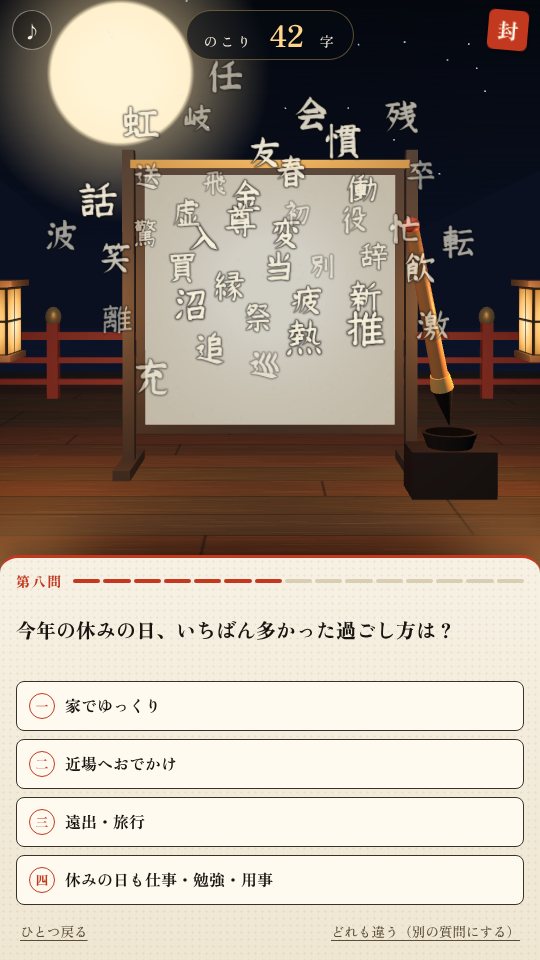 ♪
のこり 42 字
封
任
虹 岐 会 慣 残
友 春
送 飛 金 働 卒
話 虚 尊 初 役
波 驚 入 変 忙 転
笑 買 縁 当 別 辞 飲
沼 祭 疲 新
離 追 熱 推 激
充 巡
第八問
今年の休みの日、いちばん多かった過ごし方は？
一 家でゆっくり
二 近場へおでかけ
三 遠出・旅行
四 休みの日も仕事・勉強・用事
ひとつ戻る
どれも違う（別の質問にする）